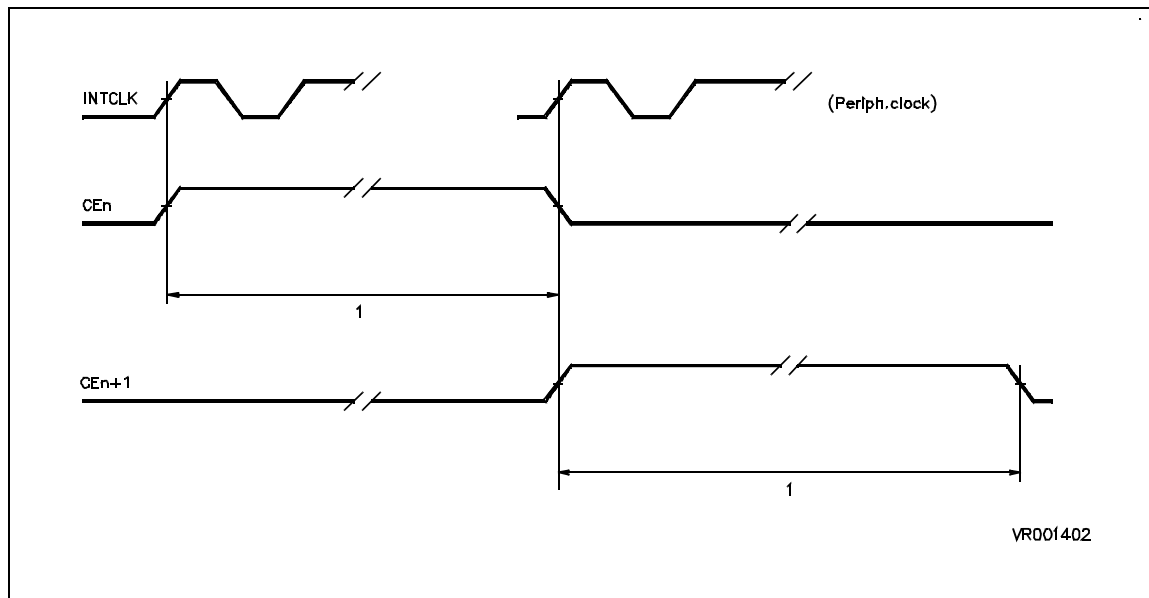 INTCLK
(Periph.clock)
CEn
1
CEn+1
1
VR001402